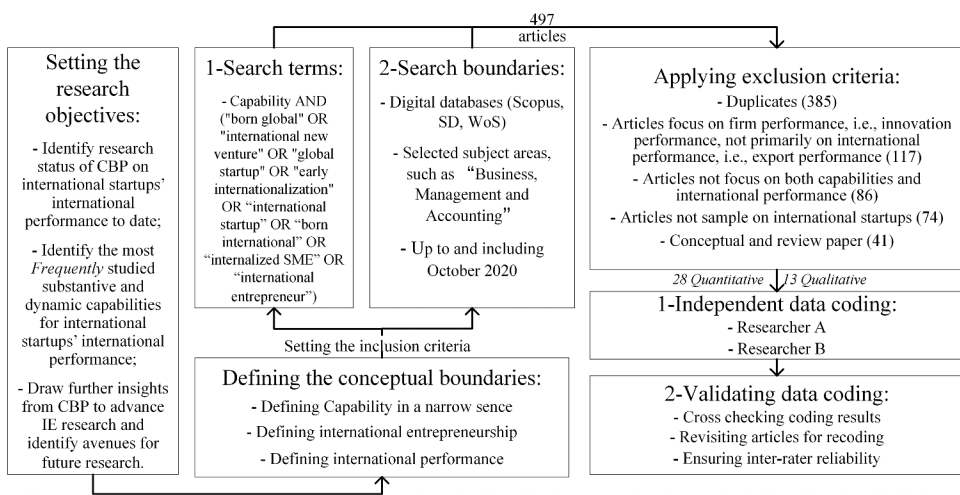 497
articles
Setting the
research
objectives:
- Identify research
status of CBP on
international startups’
international
performance to date;
- Identify the most
Frequently studied
substantive and
dynamic capabilities
for international
startups’ international
performance;
- Draw further insights
from CBP to advance
IE research and
identify avenues for
future research.
1-Search terms:
- Capability AND
("born global" OR
"international new
venture" OR "global
startup" OR "early
internationalization"
OR “international
startup” OR “born
international” OR
“internalized SME” OR
“international
entrepreneur”)
2-Search boundaries:
- Digital databases (Scopus,
SD, WoS)
- Selected subject areas,
such as “Business,
Management and
Accounting”
- Up to and including
October 2020
Setting the inclusion criteria
Defining the conceptual boundaries:
- Defining Capability in a narrow sence
- Defining international entrepreneurship
- Defining international performance
Applying exclusion criteria:
- Duplicates (385)
- Articles focus on firm performance, i.e., innovation
performance, not primarily on international
performance, i.e., export performance (117)
- Articles not focus on both capabilities and
international performance (86)
- Articles not sample on international startups (74)
- Conceptual and review paper (41)
28 Quantitative 13 Qualitative
1-Independent data coding:
- Researcher A
- Researcher B
2-Validating data coding:
- Cross checking coding results
- Revisiting articles for recoding
- Ensuring inter-rater reliability